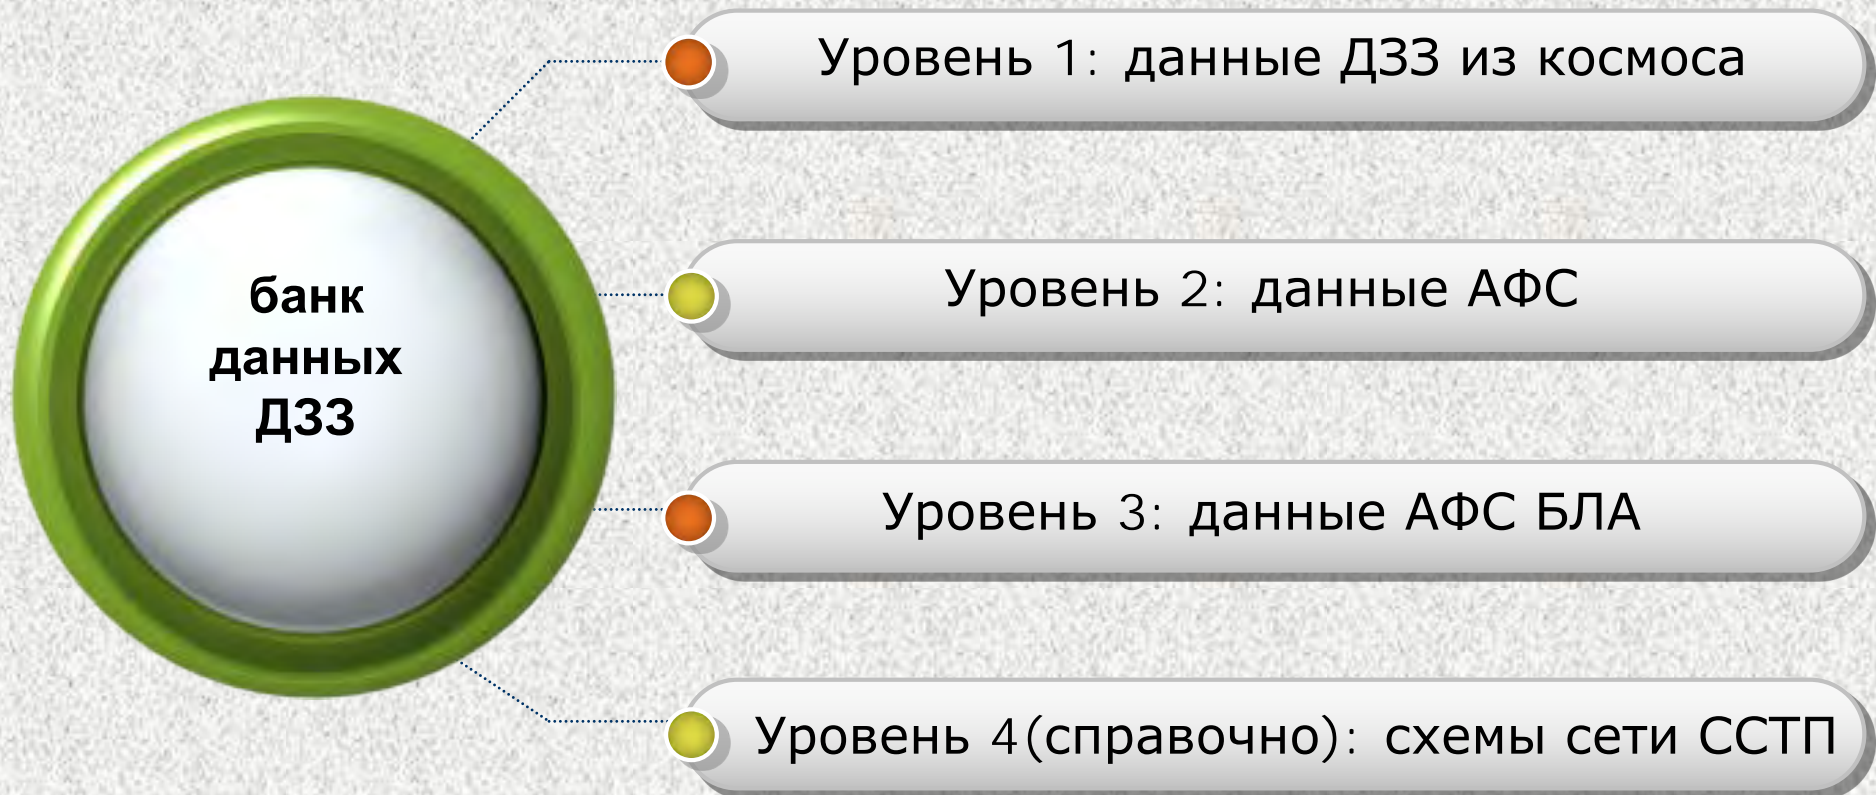 банк
данных
ДЗЗ
Уровень 1: данные ДЗЗ из космоса
Уровень 2: данные АФС
Уровень 3: данные АФС БЛА
Уровень 4(справочно): схемы сети ССТП